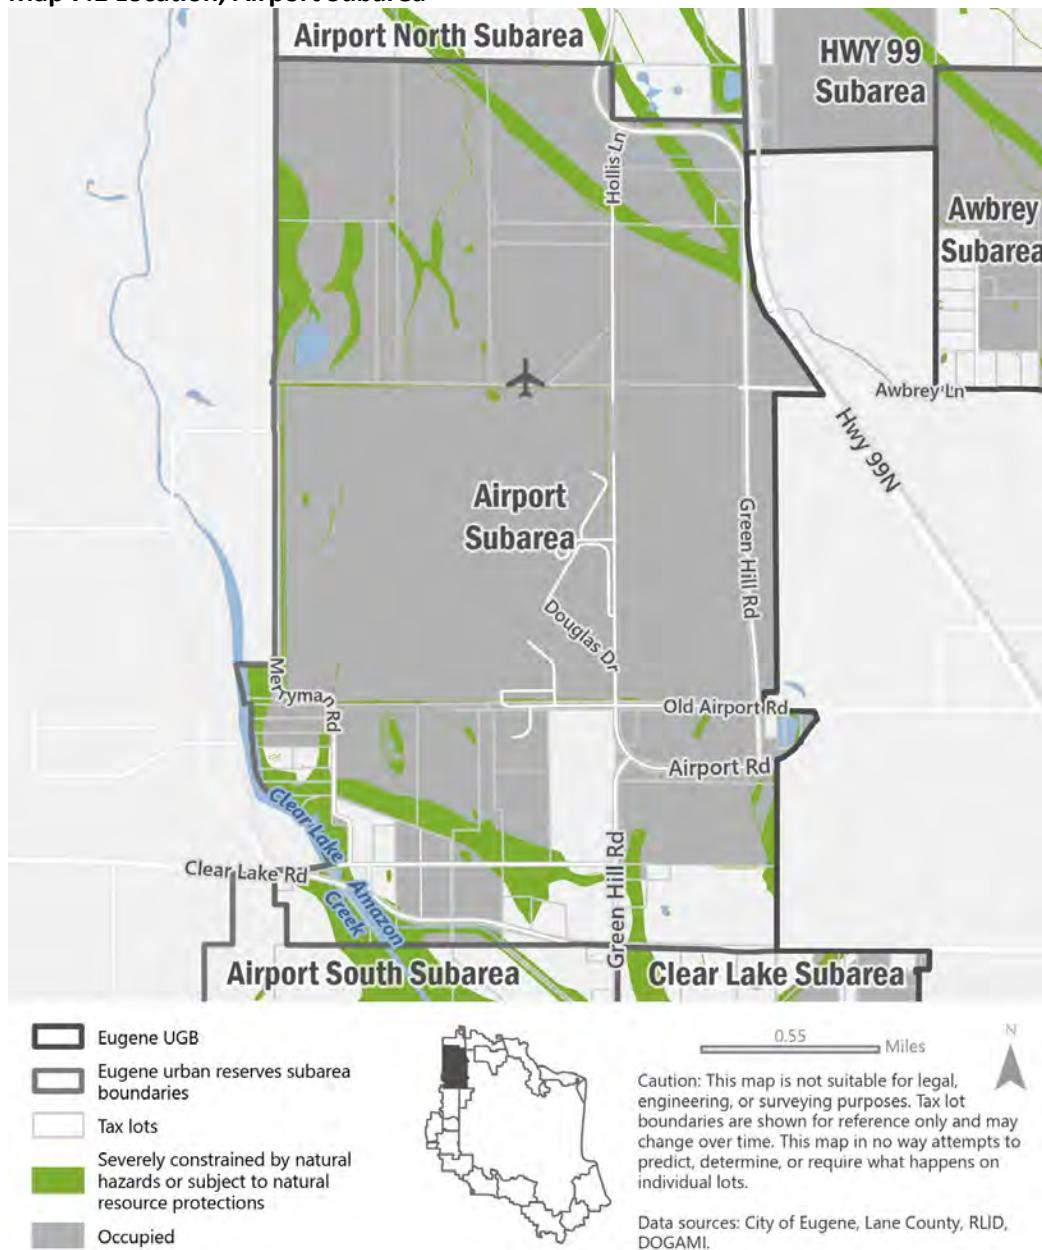 Airport North Subarea
HWY 99
Subarea
Hollis Ln
Awbrey
Subarea
Awbrey Ln
Hwy 99N
Airport
Subarea
Green Hill Rd
Douglas Dr
Merryman Rd
Old Airport Rd
Airport Rd
Clear Lake
Clear Lake Rd
Amazon
Creek
Green Hill Rd
Airport South Subarea
Clear Lake Subarea
Eugene UGB
Eugene urban reserves subarea
boundaries
Tax lots
Severely constrained by natural
hazards or subject to natural
resource protections
Occupied
0.55
Miles
N
Caution: This map is not suitable for legal,
engineering, or surveying purposes. Tax lot
boundaries are shown for reference only and may
change over time. This map in no way attempts to
predict, determine, or require what happens on
individual lots.
Data sources: City of Eugene, Lane County, RLID,
DOGAMI.